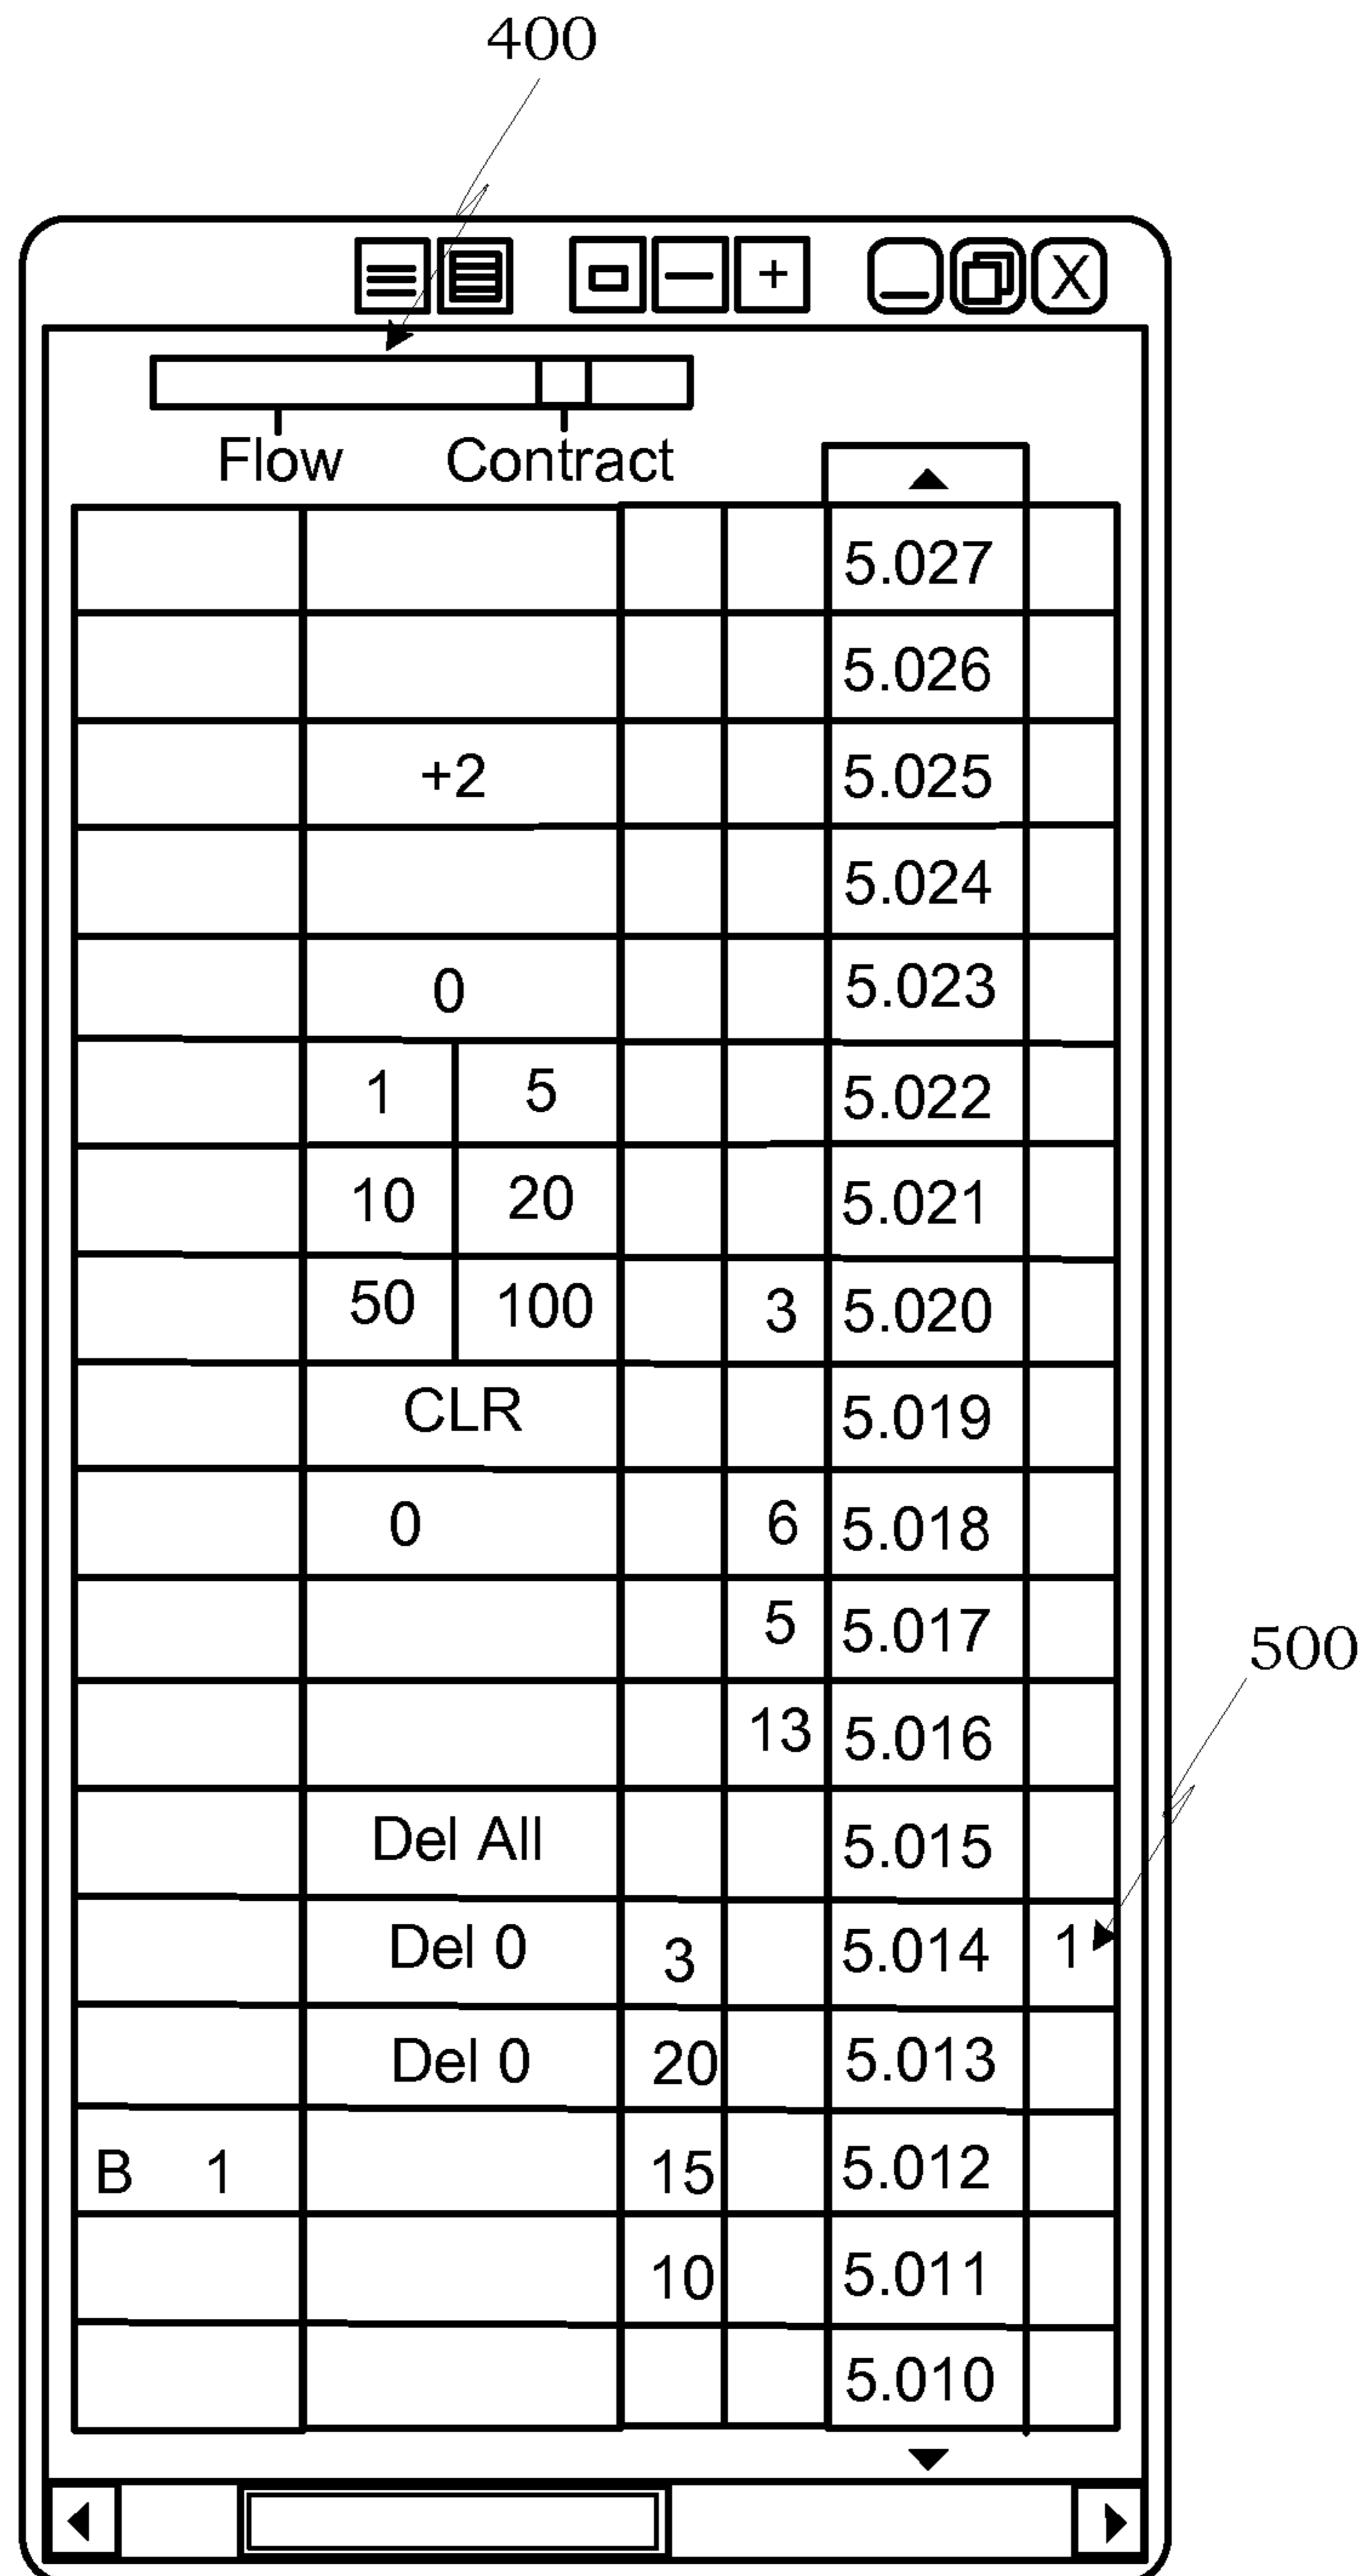 400
X
Flow Contract
5.027
5.026
+2 5.025
5.024
0 5.023
1 5 5.022
10 20 5.021
50 100 3 5.020
CLR 5.019
0 6 5.018
5 5.017
500
13 5.016
Del All 5.015
Del 0 3 5.014 1
Del 0 20 5.013
B 1 15 5.012
10 5.011
5.010